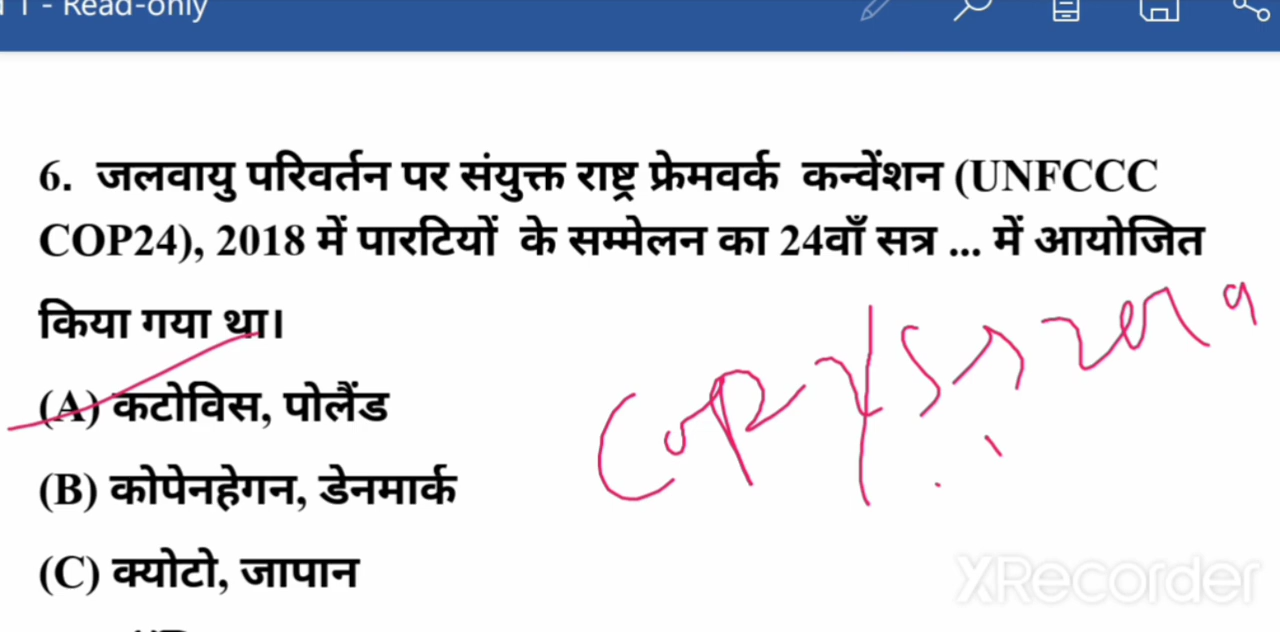 1 - Read-only
6. जलवायु परिवर्तन पर संयुक्त राष्ट्र फ्रेमवर्क कन्वेंशन (UNFCCC
COP24), 2018 में पारटियों के सम्मेलन का 24वाँ सत्र ... में आयोजित
किया गया था।
(A) कटोविस, पोलैंड
(B) कोपेनहेगन, डेनमार्क
(C) क्योटो, जापान
COP
XRecorder